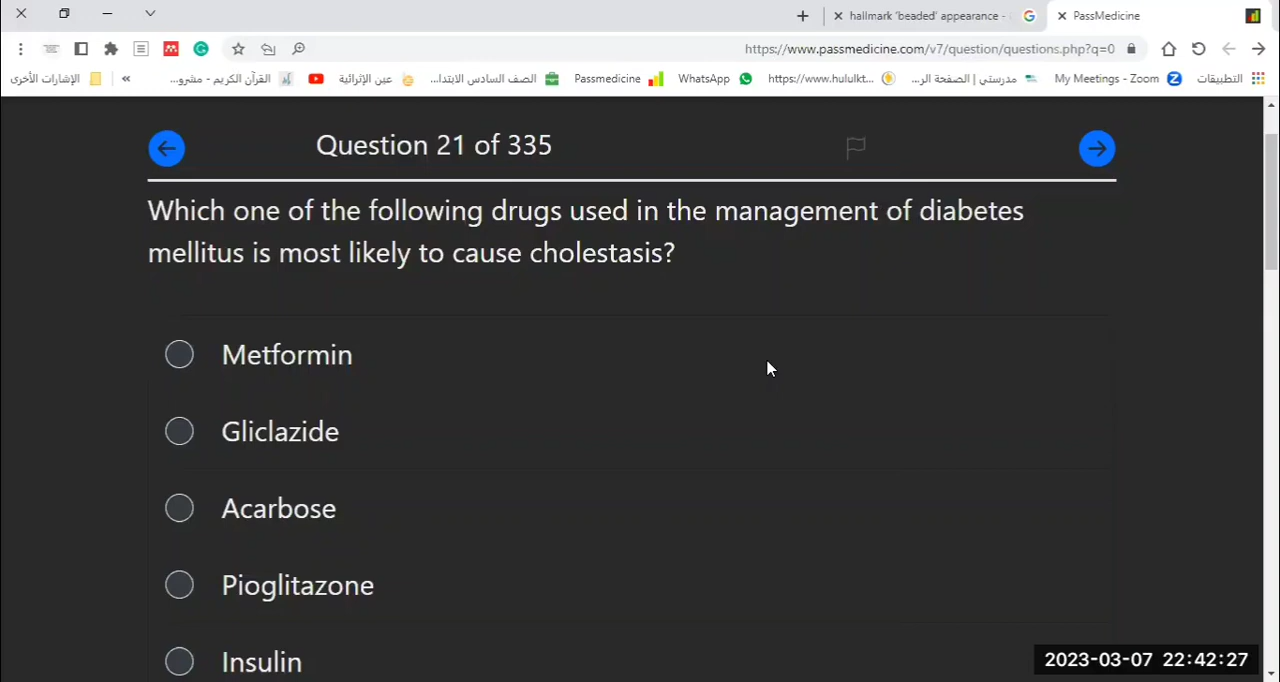 hallmark 'beaded' appearance -
PassMedicine
https://www.passmedicine.com/v7/question/questions.php?q=0
التطبيقات
My Meetings - Zoom
مدرستي | الصفحة الر...
https://www.hululkt...
WhatsApp
Passmedicine
الصف السادس الابتدا...
عين الإثرائية
القرآن الكريم - مشرو...
»
الإشارات الأخرى
Question 21 of 335
Which one of the following drugs used in the management of diabetes
mellitus is most likely to cause cholestasis?
Metformin
Gliclazide
Acarbose
Pioglitazone
Insulin
2023-03-07 22:42:27